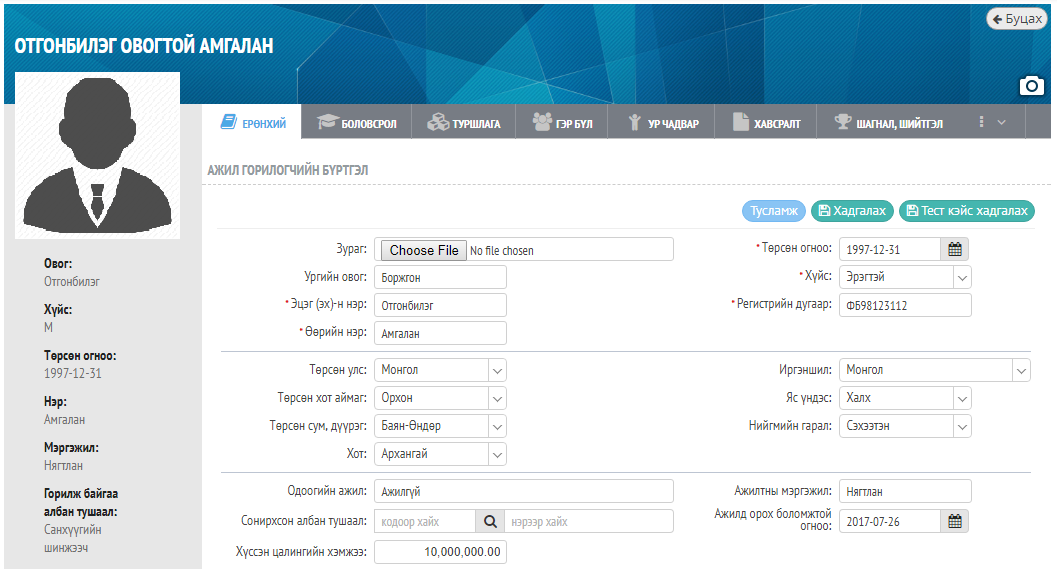 Буцах
ОТГОНБИЛЭГ ОВОГТОЙ АМГАЛАН
ЕРӨНХИЙ БОЛОВСРОЛ ТУРШЛАГА ГЭР БҮЛ УР ЧАДВАР ХАВСРАЛТ ШАГНАЛ, ШИЙТГЭЛ
АЖИЛ ГОРИЛОГЧИЙН БҮРТГЭЛ
Тусламж Хадгалах Тест кэйс хадгалах
Овог:
Отгонбилэг
Хүйс:
M
Төрсөн огноо:
1997-12-31
Нэр:
Амгалан
Мэргэжил:
Нягтлан
Горилж байгаа
албан тушаал:
Санхүүгийн
шинжээч
Зураг: Choose File No file chosen *Төрсөн огноо: 1997-12-31
Ургийн овог: Боржгон *Хүйс: Эрэгтэй
*Эцэг (эх)-н нэр: Отгонбилэг *Регистрийн дугаар: ФБ98123112
*Өөрийн нэр: Амгалан
Төрсөн улс: Монгол Иргэншил: Монгол
Төрсөн хот аймаг: Орхон Яс үндэс: Халх
Төрсөн сум, дүүрэг: Баян-Өндөр Нийгмийн гарал: Сэхээтэн
Хот: Архангай
Одоогийн ажил: Ажилгүй Ажилтны мэргэжил: Нягтлан
Сонирхсон албан тушаал: кодоор хайх нэрээр хайх Ажилд орох боломжтой
огноо: 2017-07-26
Хүссэн цалингийн хэмжээ: 10,000,000.00